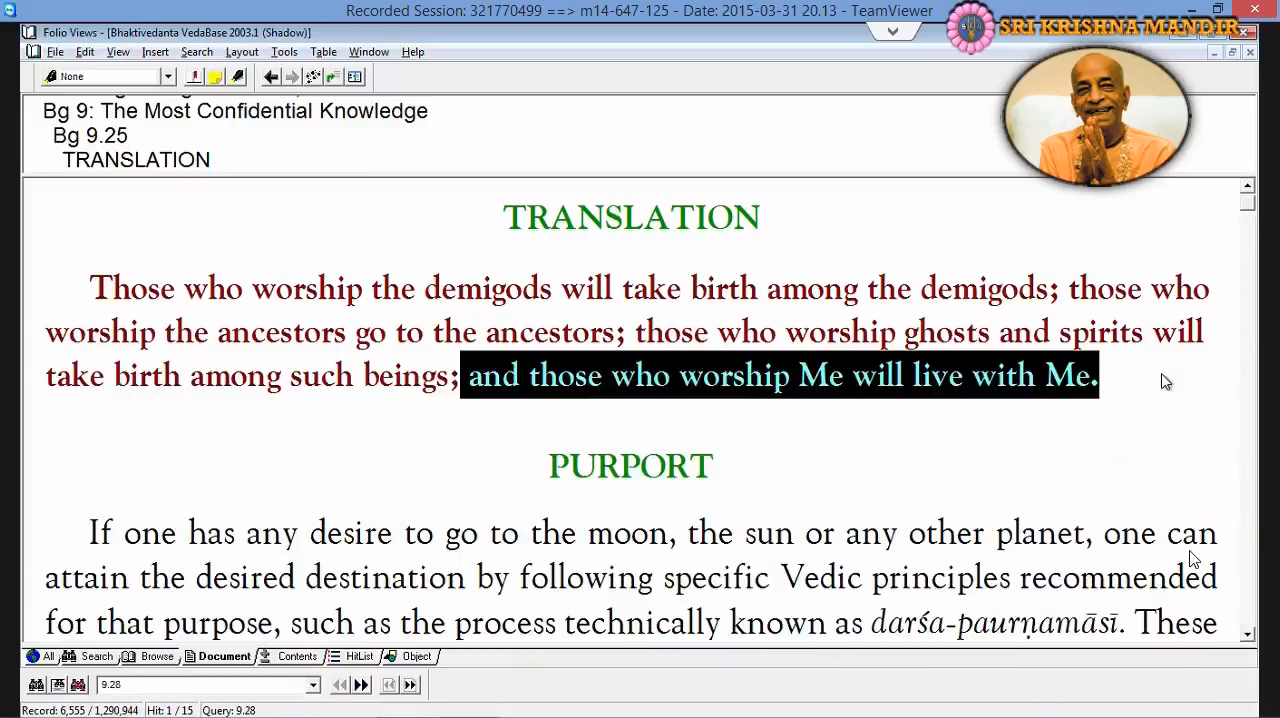 Recorded Session: 321770499 ==> m14-647-125 - Date: 2015-03-31 20.13 - TeamViewer
SRI KRISHNA MANDIR
Folio Views - [Bhaktivedanta VedaBase 2003.1 (Shadow)]
File Edit View Insert Search Layout Tools Table Window Help
None
Bg 9: The Most Confidential Knowledge
Bg 9.25
TRANSLATION
TRANSLATION
Those who worship the demigods will take birth among the demigods; those who
worship the ancestors go to the ancestors; those who worship ghosts and spirits will
take birth among such beings; and those who worship Me will live with Me.
PURPORT
If one has any desire to go to the moon, the sun or any other planet, one can
attain the desired destination by following specific Vedic principles recommended
for that purpose, such as the process technically known as darśa-paurṇamāsī. These
All Search Browse Document Contents HitList Object
9.28
Record: 6,555 / 1,290,944 Hit: 1 / 15 Query: 9.28